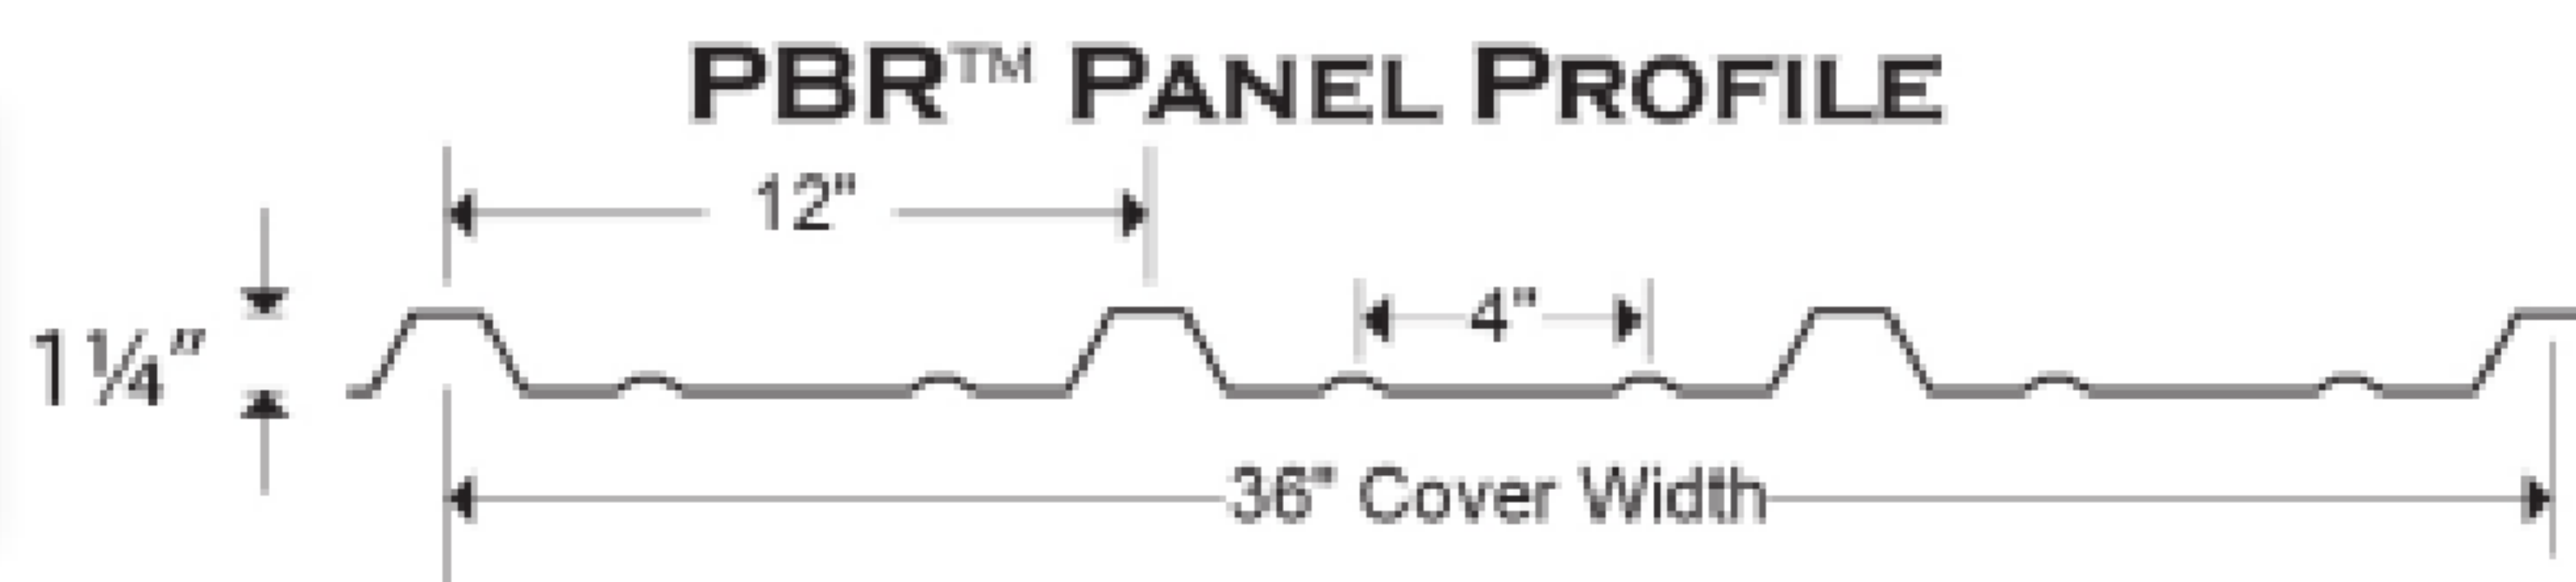 PBR™ PANEL PROFILE
12"
4"
1¼"
36" Cover Width